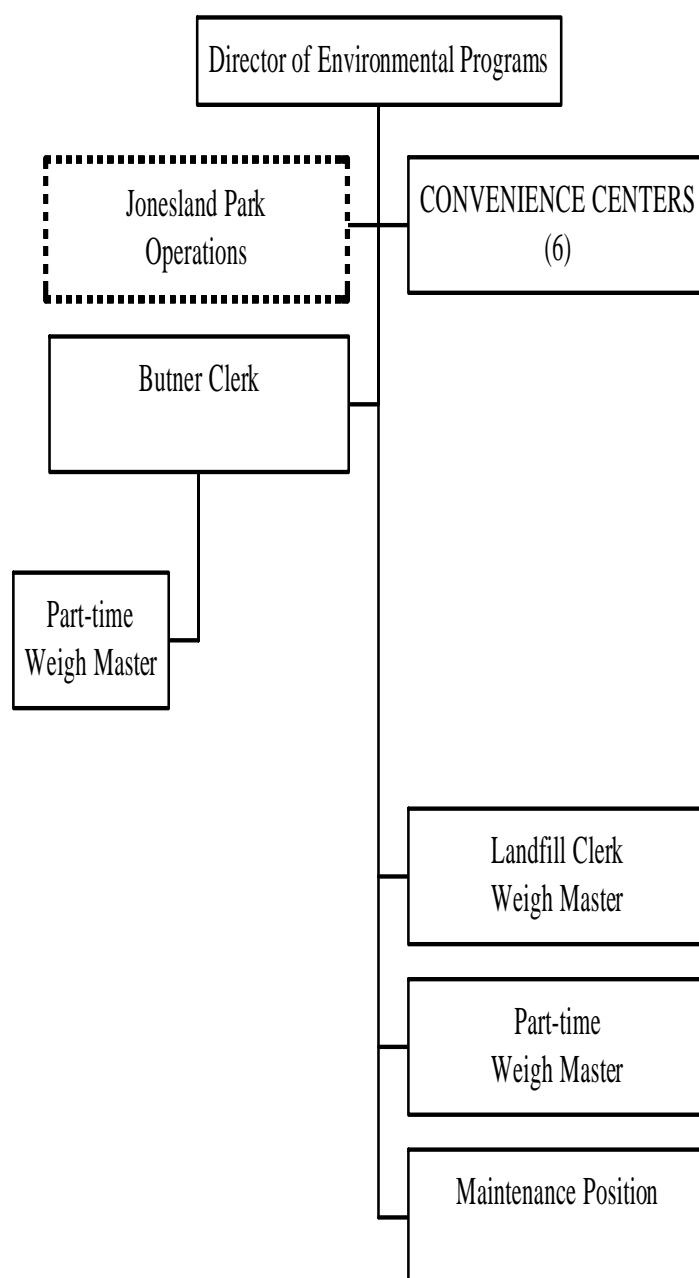 Director of Environmental Programs
Jonesland Park
Operations
CONVENIENCE CENTERS
(6)
Butner Clerk
Part-time
Weigh Master
Landfill Clerk
Weigh Master
Part-time
Weigh Master
Maintenance Position